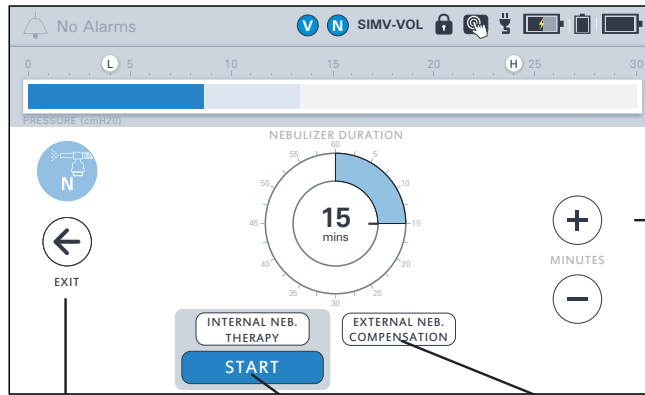 No Alarms
V N SIMV-VOL
0 L 5 10 15 20 H 25 30
PRESSURE (cmH20)
NEBULIZER DURATION
60
55 5
50 10
N
15
mins
45 15
EXIT
40 20
35 25
30
MINUTES
INTERNAL NEB.
THERAPY
EXTERNAL NEB.
COMPENSATION
START